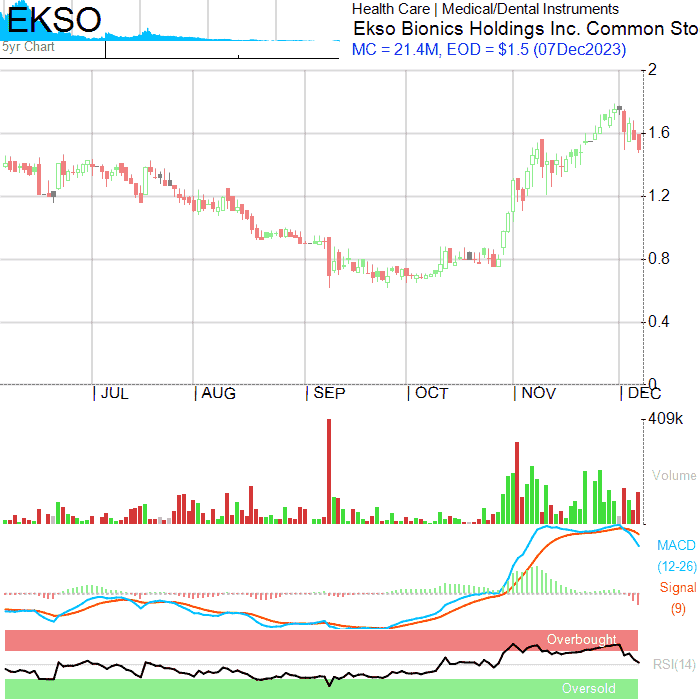 EKSO
5yr Chart
Health Care | Medical/Dental Instruments
Ekso Bionics Holdings Inc. Common Sto
MC = 21.4M, EOD = $1.5 (07Dec2023)
2
1.6
1.2
0.8
0.4
0
| JUL | AUG | SEP | OCT | NOV | DEC
409k
Volume
MACD
(12-26)
Signal
(9)
Overbought
RSI(14)
Oversold